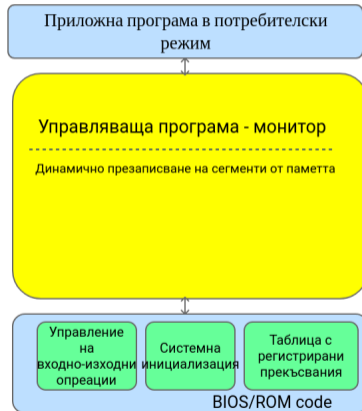 Приложна програма в потребителски
режим
Управляваща програма - монитор
Динамично презаписване на сегменти от паметта
Управление
на
входно-изходни
опреации
Системна
инициализация
Таблица с
регистрирани
прекъсвания
BIOS/ROM code